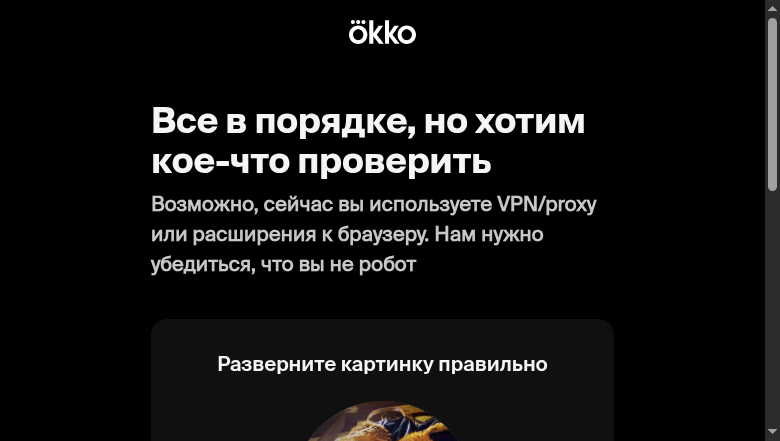 ökko
Все в порядке, но хотим
кое-что проверить
Возможно, сейчас вы используете VPN/proxy
или расширения к браузеру. Нам нужно
убедиться, что вы не робот
Разверните картинку правильно